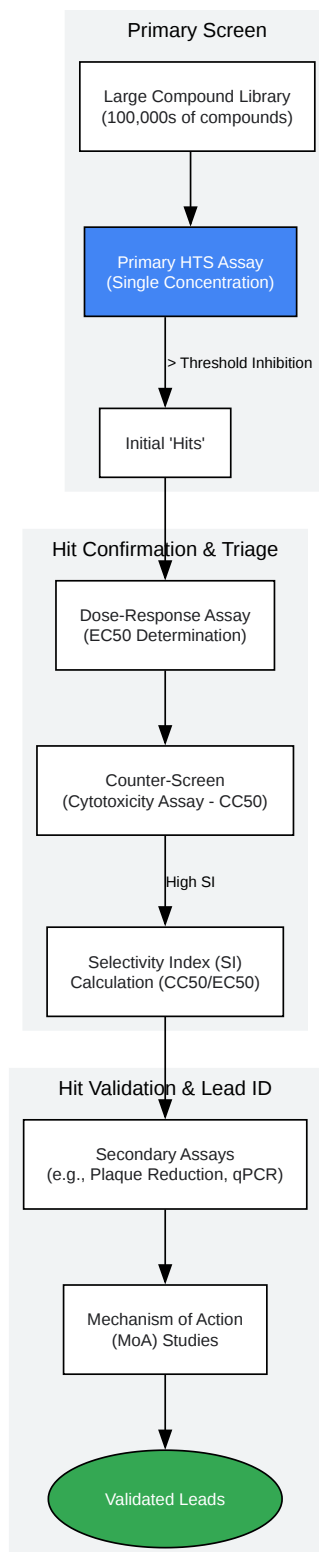 Primary Screen
Large Compound Library
(100,000s of compounds)
Primary HTS Assay
(Single Concentration)
> Threshold Inhibition
Initial 'Hits'
Hit Confirmation & Triage
Dose-Response Assay
(EC50 Determination)
Counter-Screen
(Cytotoxicity Assay - CC50)
High SI
Selectivity Index (SI)
Calculation (CC50/EC50)
Hit Validation & Lead ID
Secondary Assays
(e.g., Plaque Reduction, qPCR)
Mechanism of Action
(MoA) Studies
Validated Leads